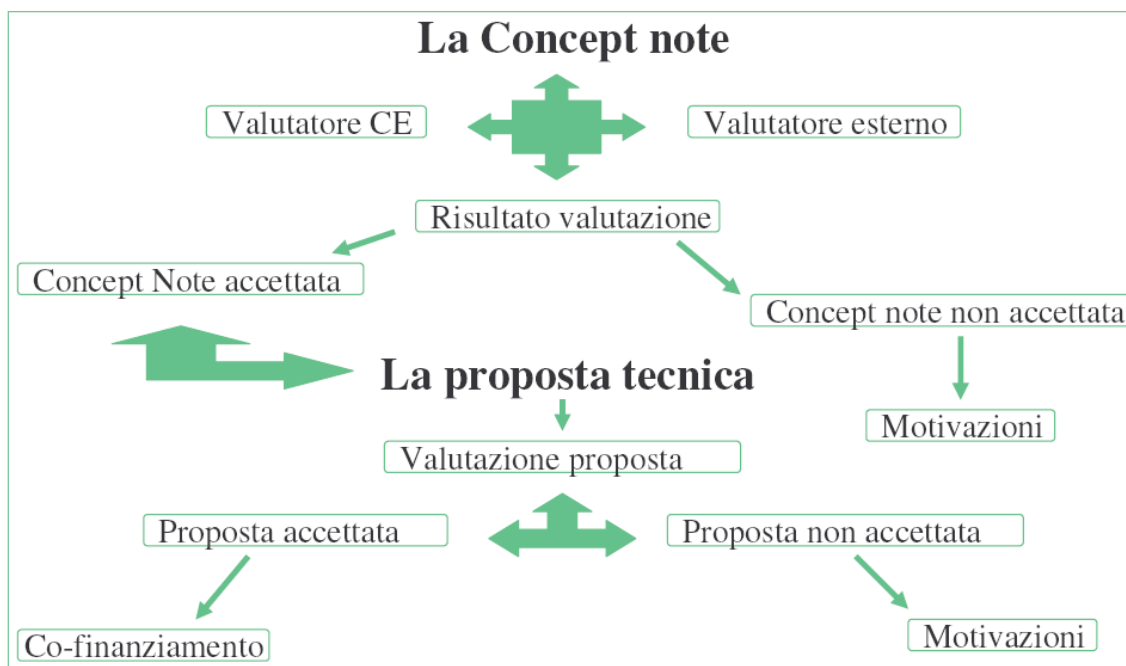 La Concept note
Valutatore CE
Valutatore esterno
Risultato valutazione
Concept Note accettata
Concept note non accettata
La proposta tecnica
Motivazioni
Valutazione proposta
Proposta accettata
Proposta non accettata
Co-finanziamento
Motivazioni